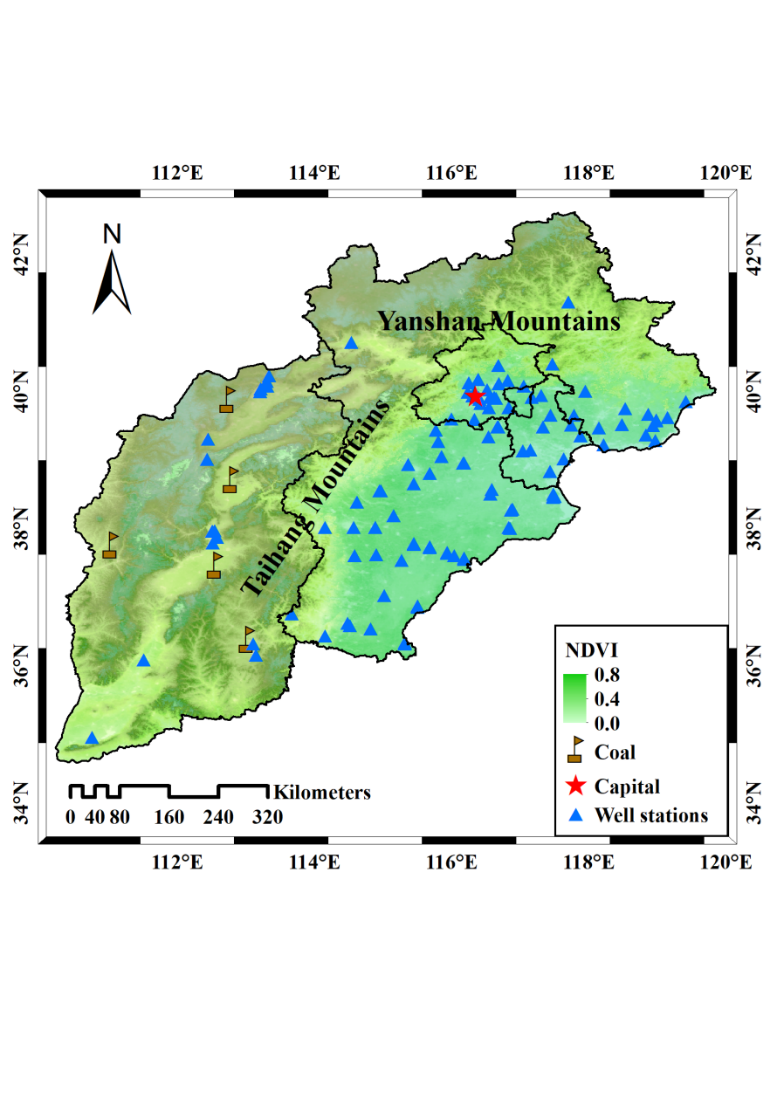 112°E 114°E 116°E 118°E 120°E
N
42°N 42°N
Yanshan Mountains
40°N 40°N
Taihang Mountains
38°N 38°N
36°N 36°N
NDVI
0.8
0.4
0.0
Coal
Capital
Well stations
Kilometers
0 40 80 160 240 320
34°N 34°N
112°E 114°E 116°E 118°E 120°E